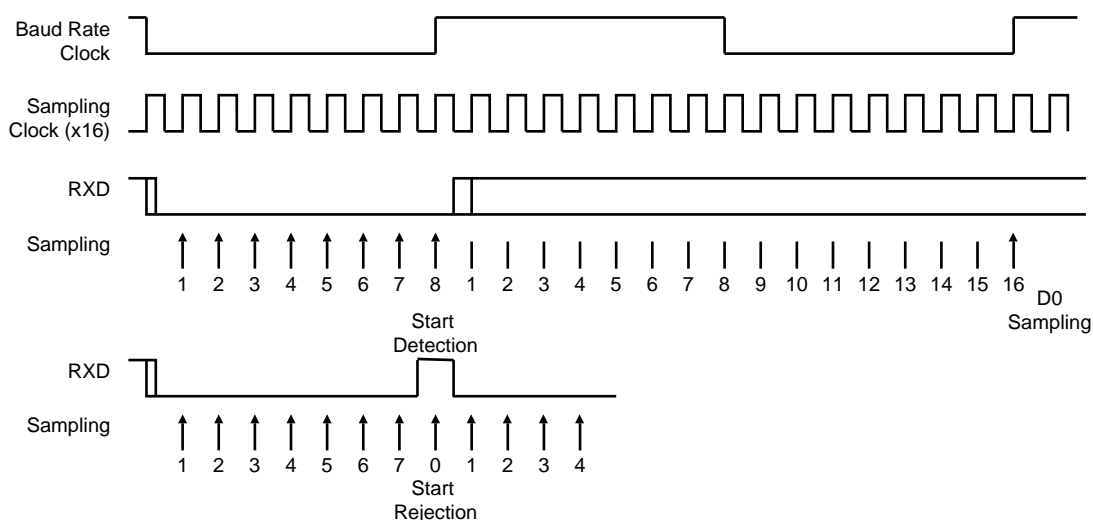 Baud Rate
Clock
Sampling
Clock (x16)
RXD
Sampling
1 2 3 4 5 6 7 8 1 2 3 4 5 6 7 8 9 10 11 12 13 14 15 16
D0
Sampling
Start
Detection
RXD
Sampling
1 2 3 4 5 6 7 0 1 2 3 4
Start
Rejection